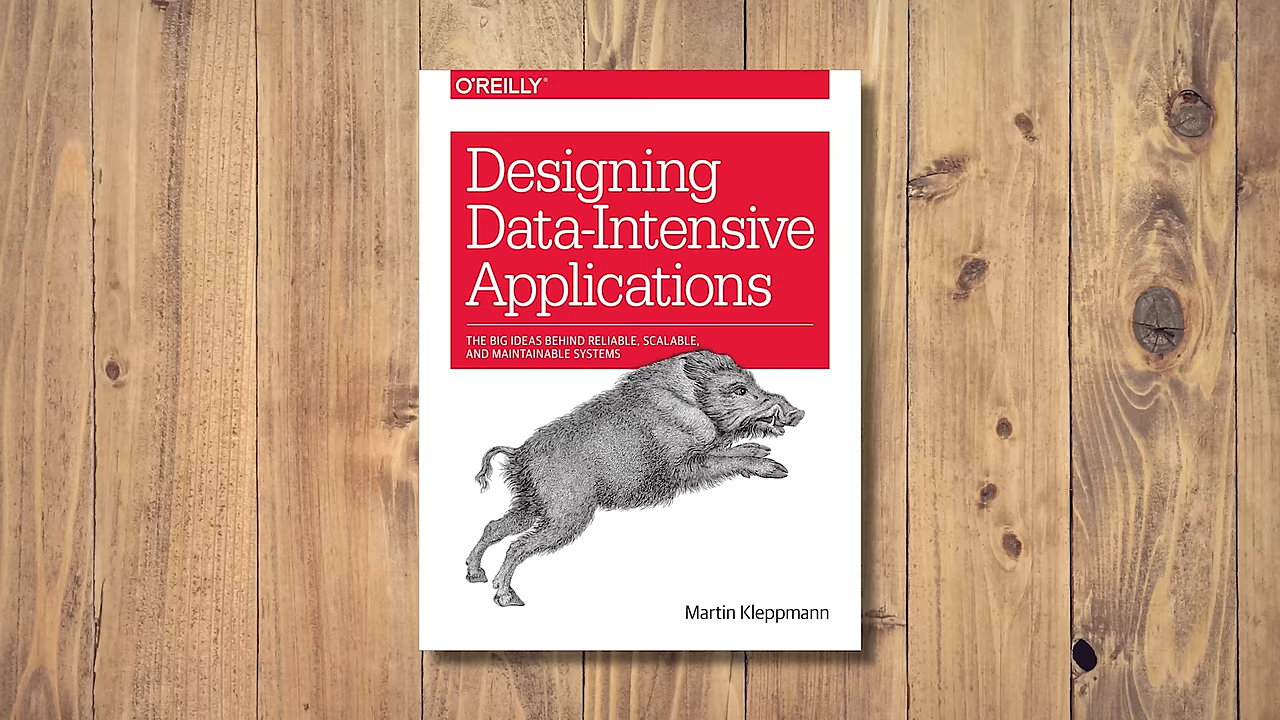 O'REILLY®
Designing
Data-Intensive
Applications
THE BIG IDEAS BEHIND RELIABLE, SCALABLE,
AND MAINTAINABLE SYSTEMS
Martin Kleppmann